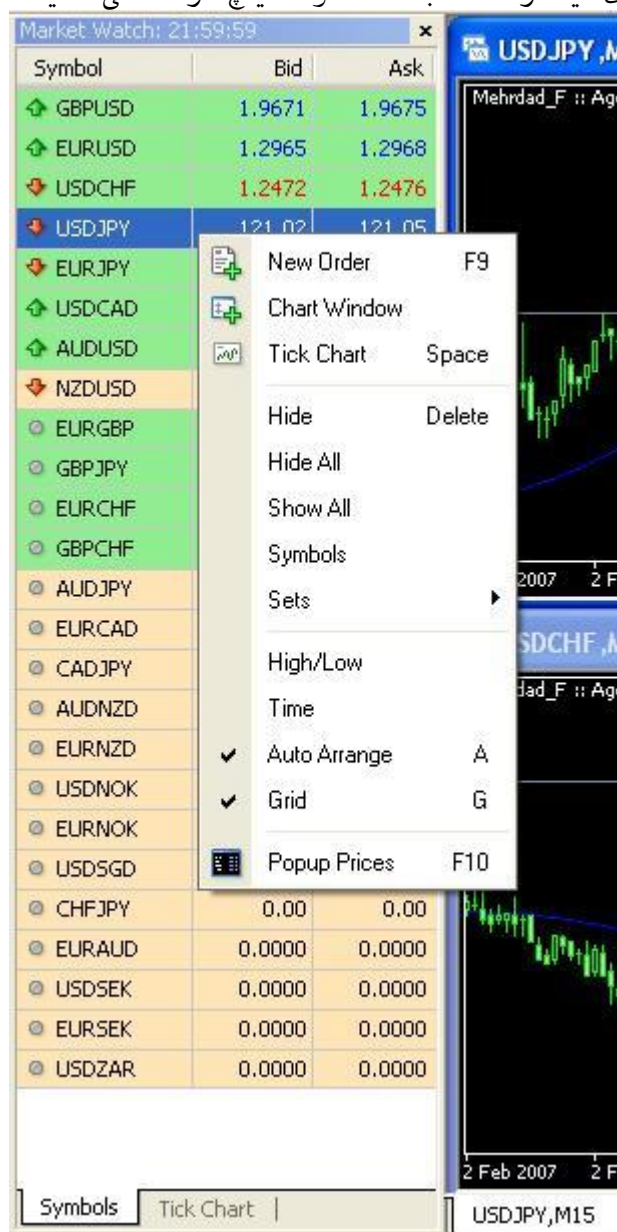 Market Watch: 21:59:59
Symbol Bid Ask
GBPUSD 1.9671 1.9675
EURUSD 1.2965 1.2968
USDCHF 1.2472 1.2476
USDJPY 121.02 121.05
EURJPY
USDCAD
AUDUSD
NZDUSD
EURGBP
GBPJPY
EURCHF
GBPCHF
AUDJPY
EURCAD
CADJPY
AUDNZD
EURNZD
USDNOK
EURNOK
USDSGD
CHFJPY 0.00 0.00
EURAUD 0.0000 0.0000
USDSEK 0.0000 0.0000
EURSEK 0.0000 0.0000
USDZAR 0.0000 0.0000
Symbols Tick Chart
New Order F9
Chart Window
Tick Chart Space
Hide Delete
Hide All
Show All
Symbols
Sets
High/Low
Time
Auto Arrange A
Grid G
Popup Prices F10
USDJPY,M
Mehrdad_F :: Ag
2007 2 F
SDCHF,M
dad_F :: Ag
2 Feb 2007 2 F
USDJPY,M15